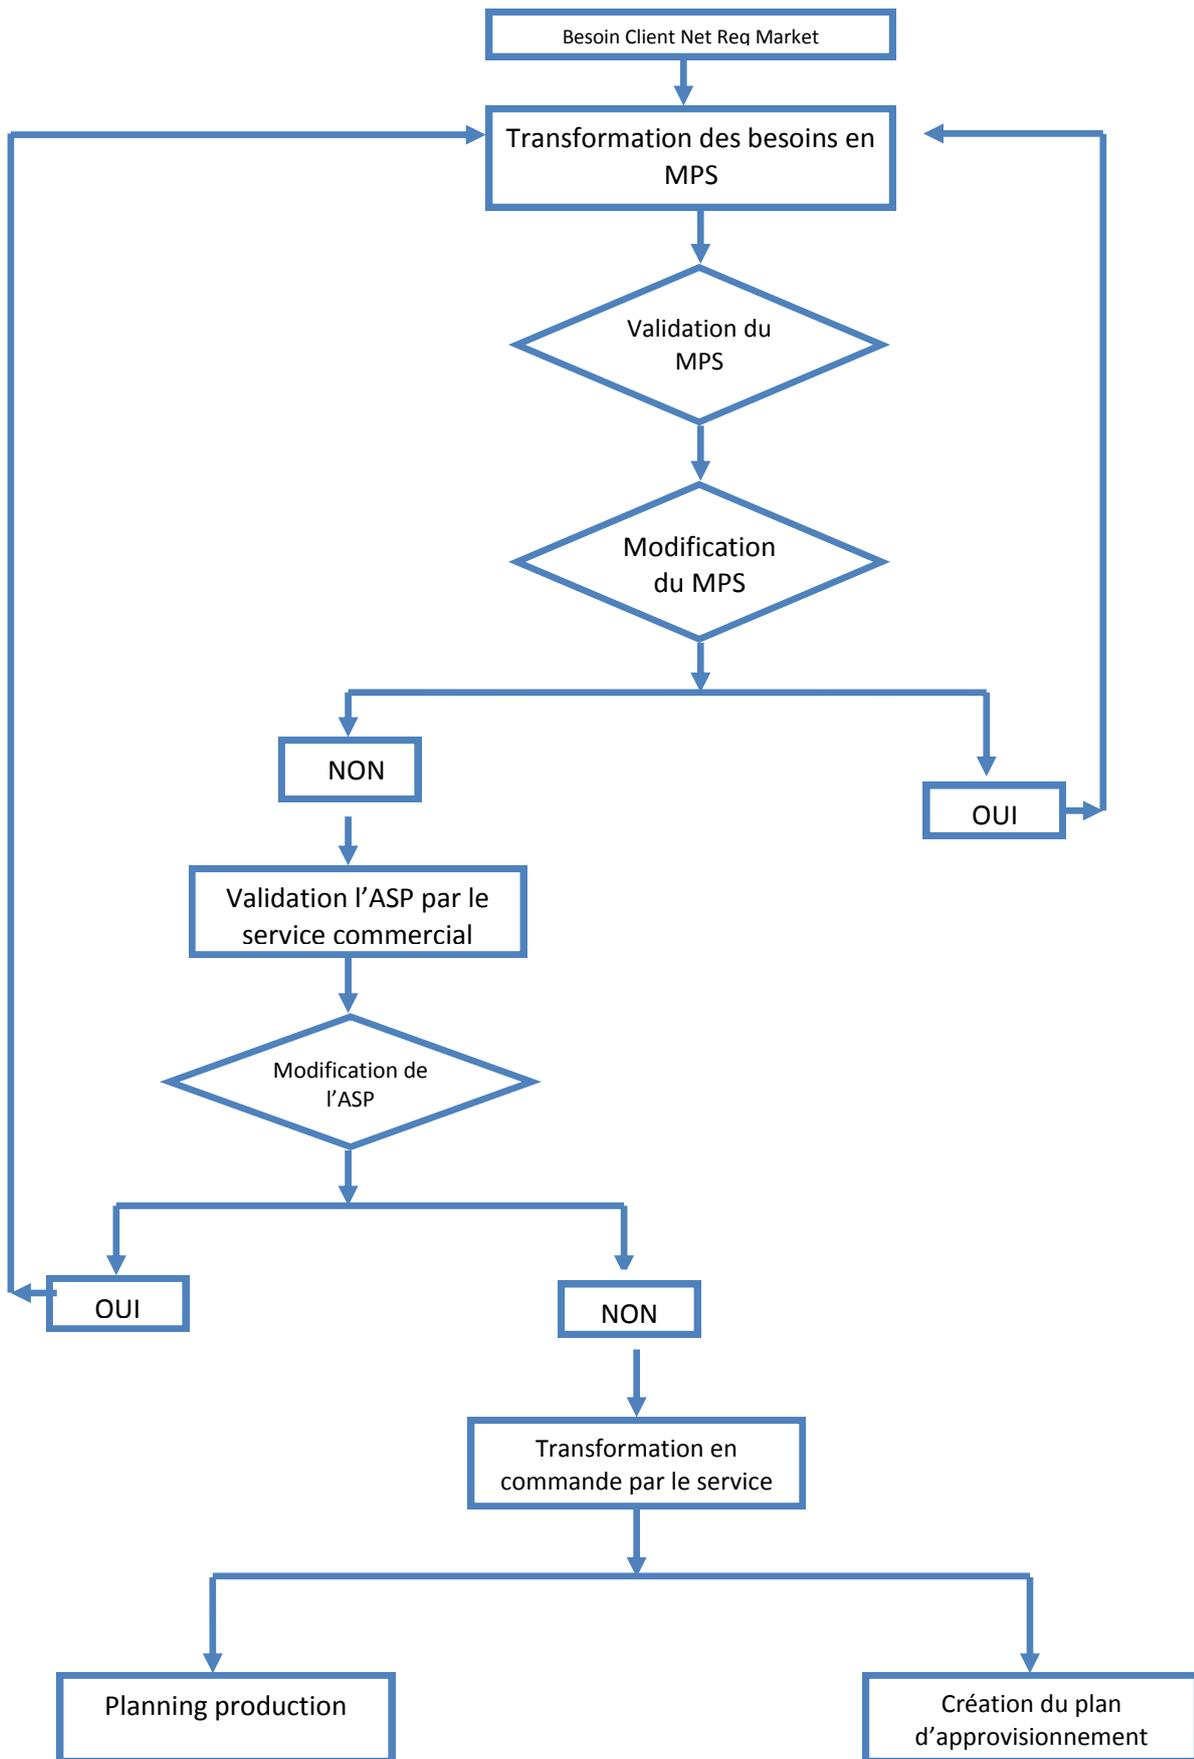 Besoin Client Net Req Market
Transformation des besoins en
MPS
Validation du
MPS
Modification
du MPS
NON
OUI
Validation l’ASP par le
service commercial
Modification de
l’ASP
OUI
NON
Transformation en
commande par le service
Planning production
Création du plan
d’approvisionnement